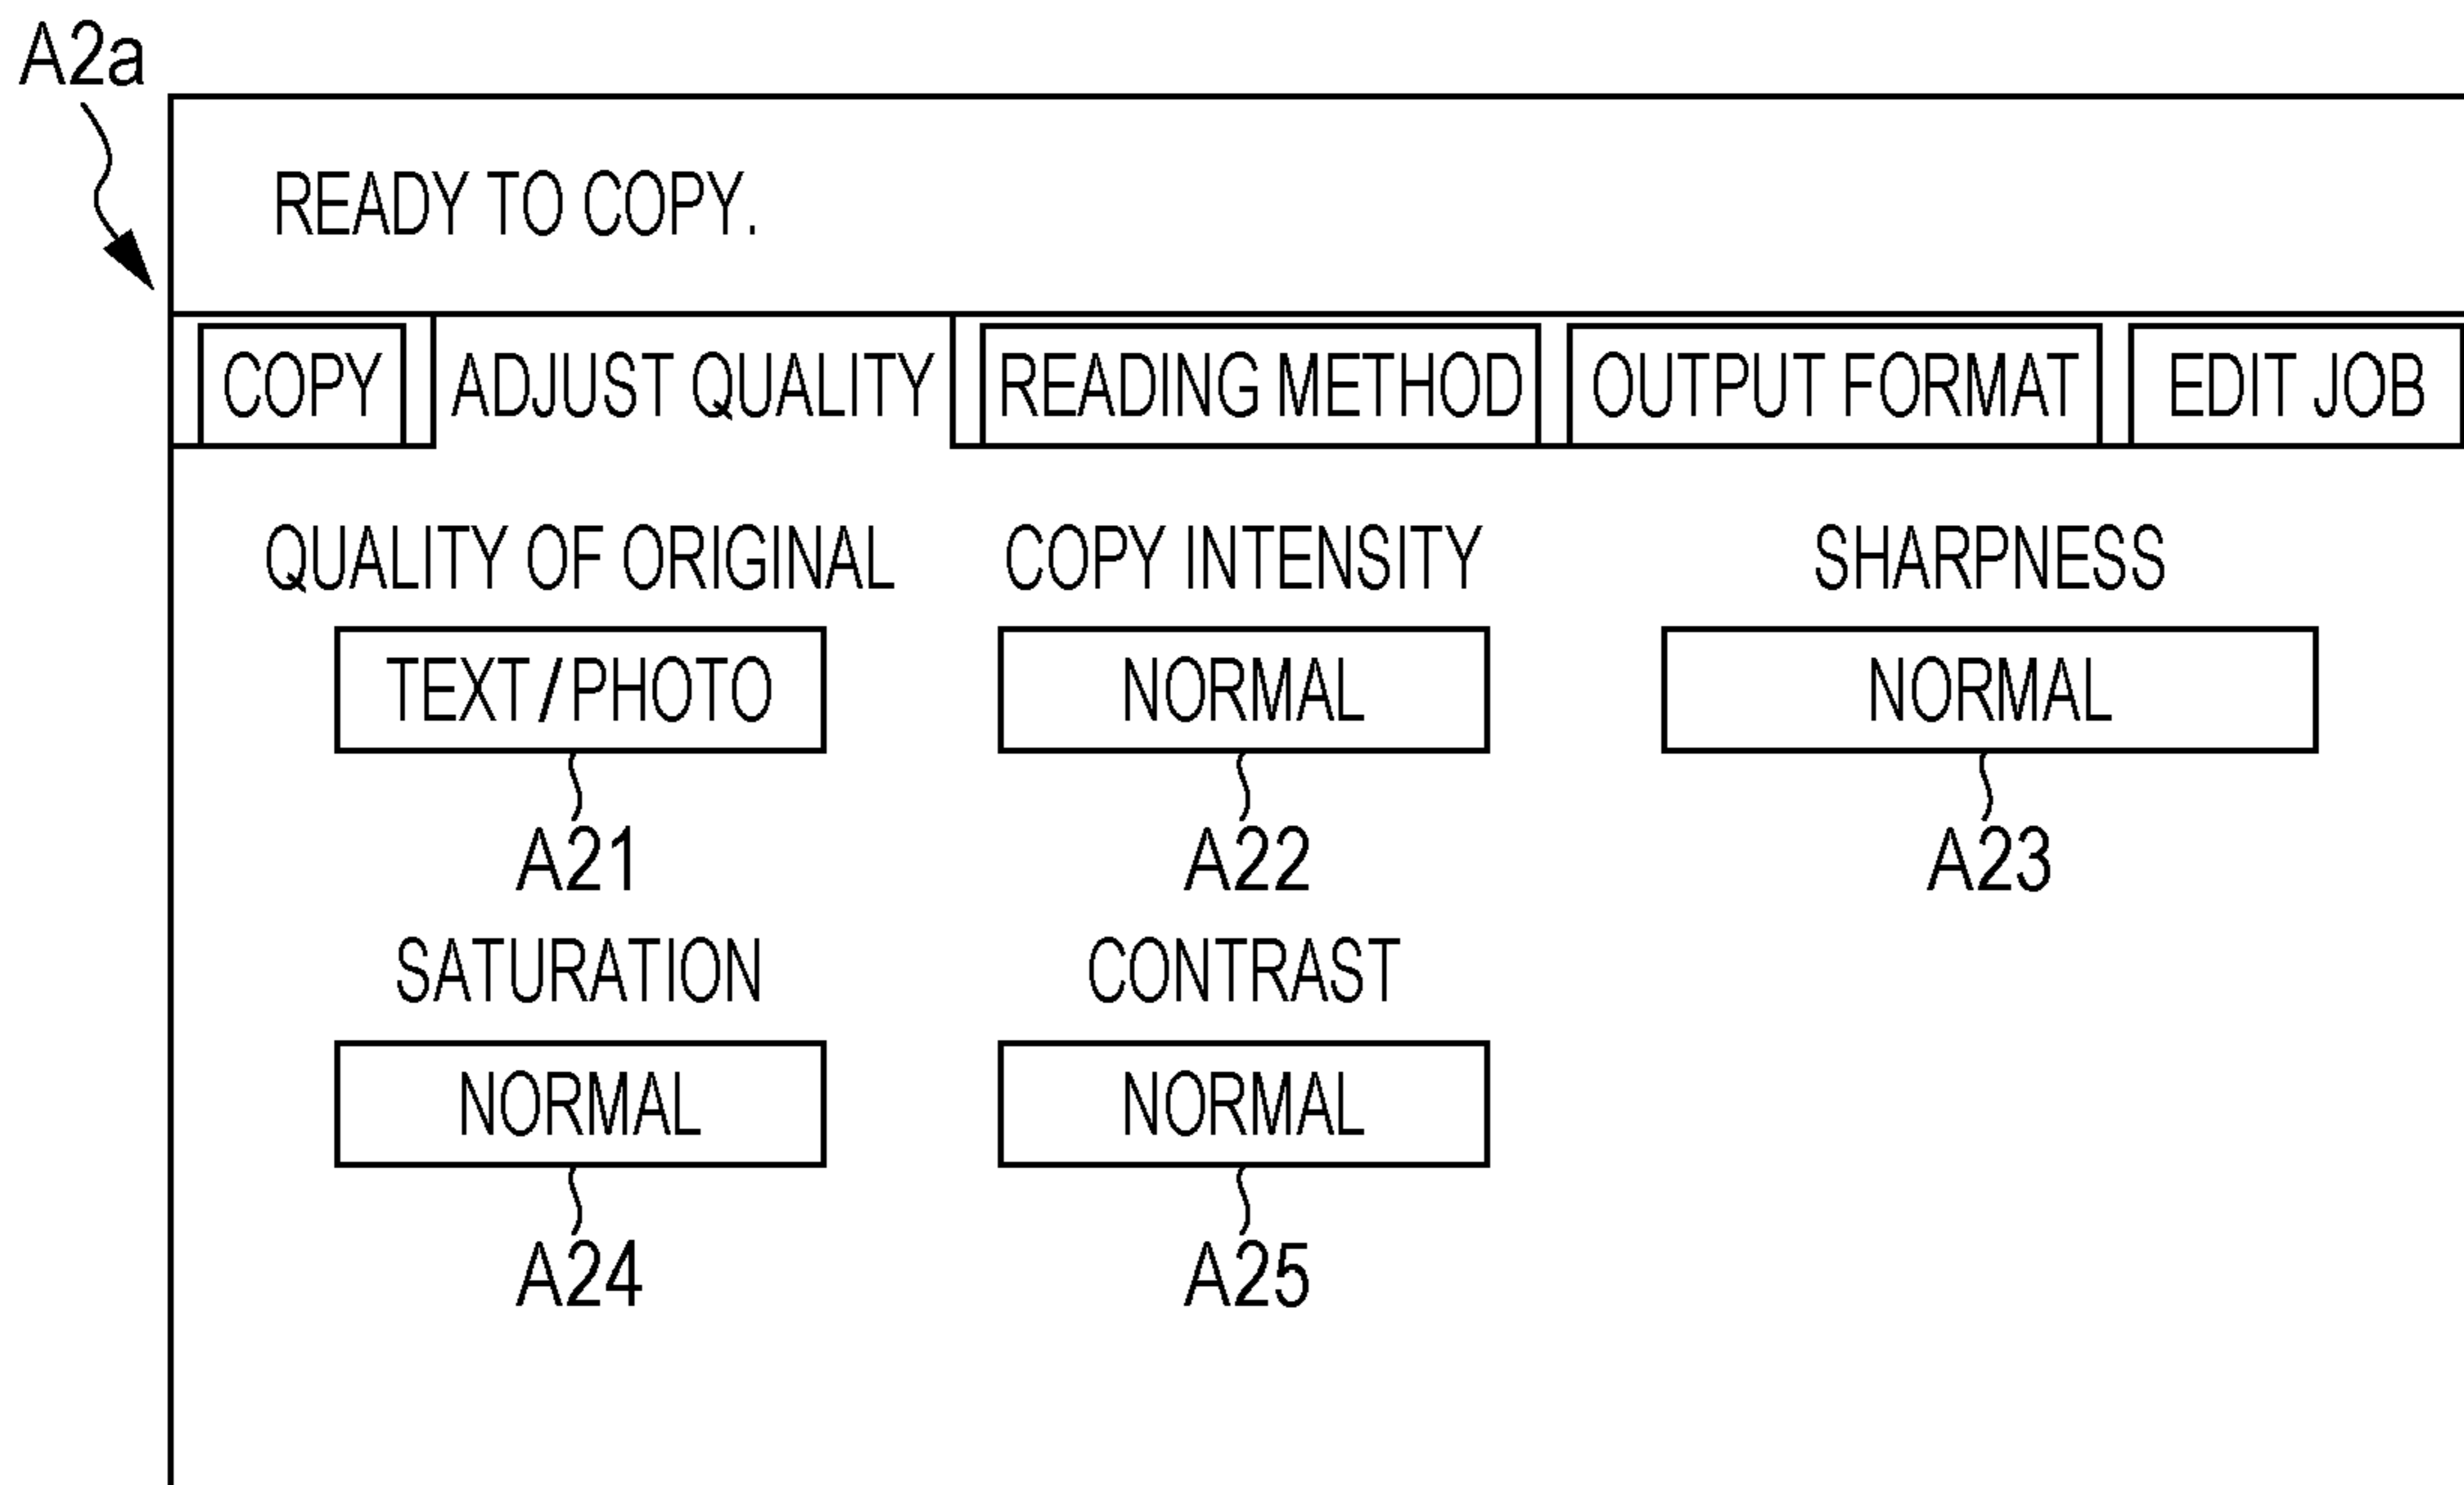 A2a
READY TO COPY.
COPY ADJUST QUALITY READING METHOD OUTPUT FORMAT EDIT JOB
QUALITY OF ORIGINAL COPY INTENSITY SHARPNESS
TEXT/PHOTO NORMAL NORMAL
A21 A22 A23
SATURATION CONTRAST
NORMAL NORMAL
A24 A25